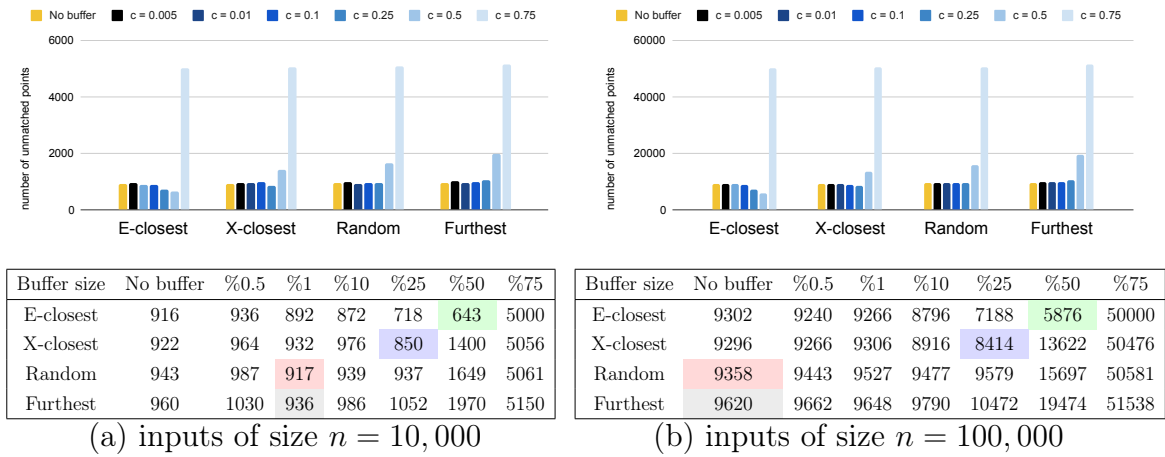 No buffer c = 0.005 c = 0.01 c = 0.1 c = 0.25 c = 0.5 c = 0.75
6000
4000
2000
0
number of unmatched points
E-closest X-closest Random Furthest
Buffer size No buffer %0.5 %1 %10 %25 %50 %75
E-closest 916 936 892 872 718 643 5000
X-closest 922 964 932 976 850 1400 5056
Random 943 987 917 939 937 1649 5061
Furthest 960 1030 936 986 1052 1970 5150
(a) inputs of size n = 10,000
No buffer c = 0.005 c = 0.01 c = 0.1 c = 0.25 c = 0.5 c = 0.75
60000
40000
20000
0
number of unmatched points
E-closest X-closest Random Furthest
Buffer size No buffer %0.5 %1 %10 %25 %50 %75
E-closest 9302 9240 9266 8796 7188 5876 50000
X-closest 9296 9266 9306 8916 8414 13622 50476
Random 9358 9443 9527 9477 9579 15697 50581
Furthest 9620 9662 9648 9790 10472 19474 51538
(b) inputs of size n = 100,000